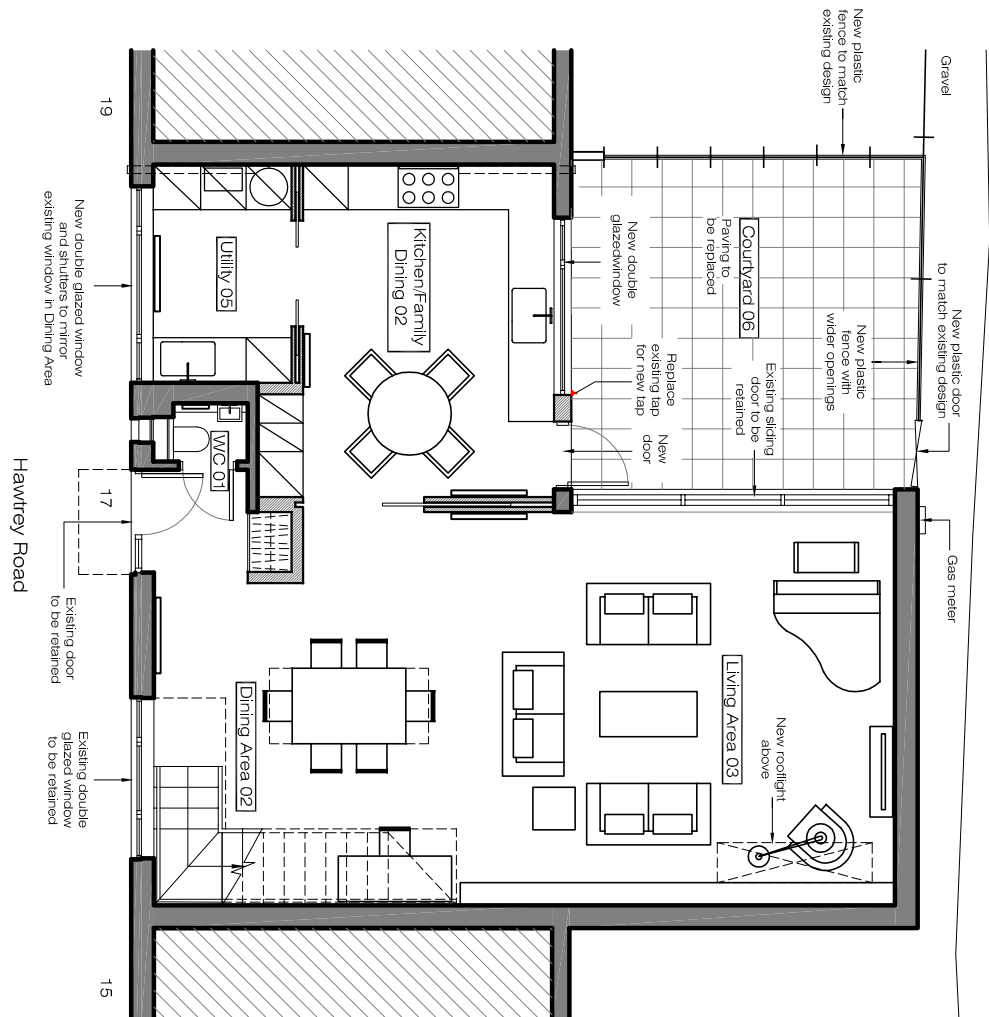 New plastic
fence to match
existing design
Gravel
19
New double glazed window
and shutters to mirror
existing window in Dining Area
Utility 05
Kitchen/Family
Dining 02
New double
glazedwindow
Paving to
be replaced
Courtyard 06
New plastic door
to match existing design
New plastic
fence with
wider openings
Existing sliding
door to be
retained
Replace
existing tap
for new tap
New
door
WC 01
17
Hawtrey Road
Gas meter
Existing door
to be retained
Living Area 03
Dining Area 02
New rooflight
above
Existing double
glazed window
to be retained
15